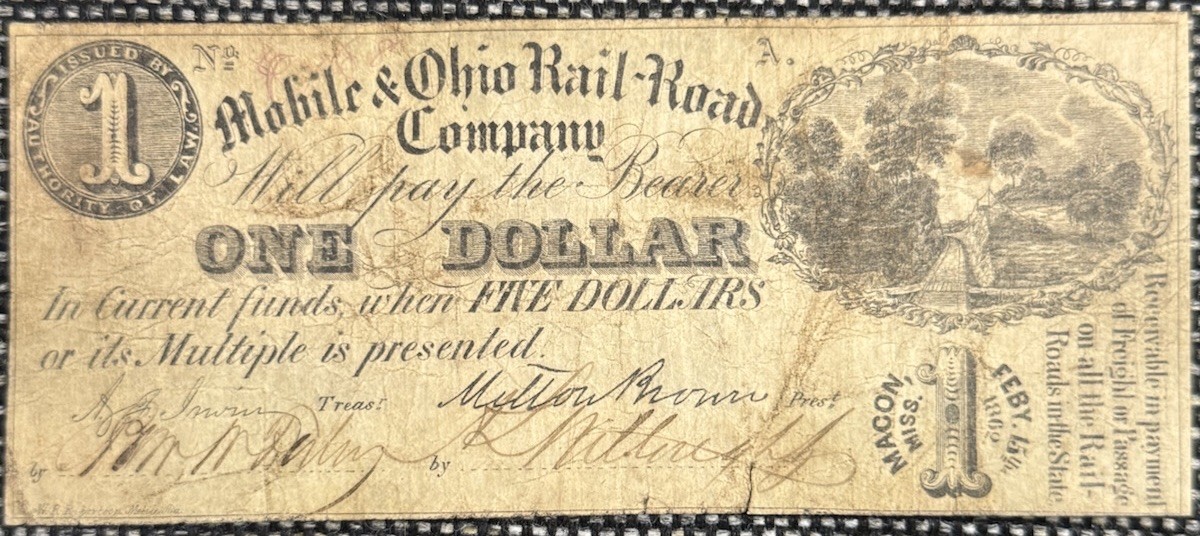 ISSUED BY
AUTHORITY OF LAW
1
No.
A.
Mobile & Ohio Rail-Road
Company
Will pay the Bearer
ONE DOLLAR
In Current funds, when FIVE DOLLARS
or its Multiple is presented.
Treast
Milton Brown
Prest
by
by
MACON,
MISS.
1
FEBY. 15th
1862
Receivable in payment
of Freight or Passage
on all the Rail-
Roads in the State.